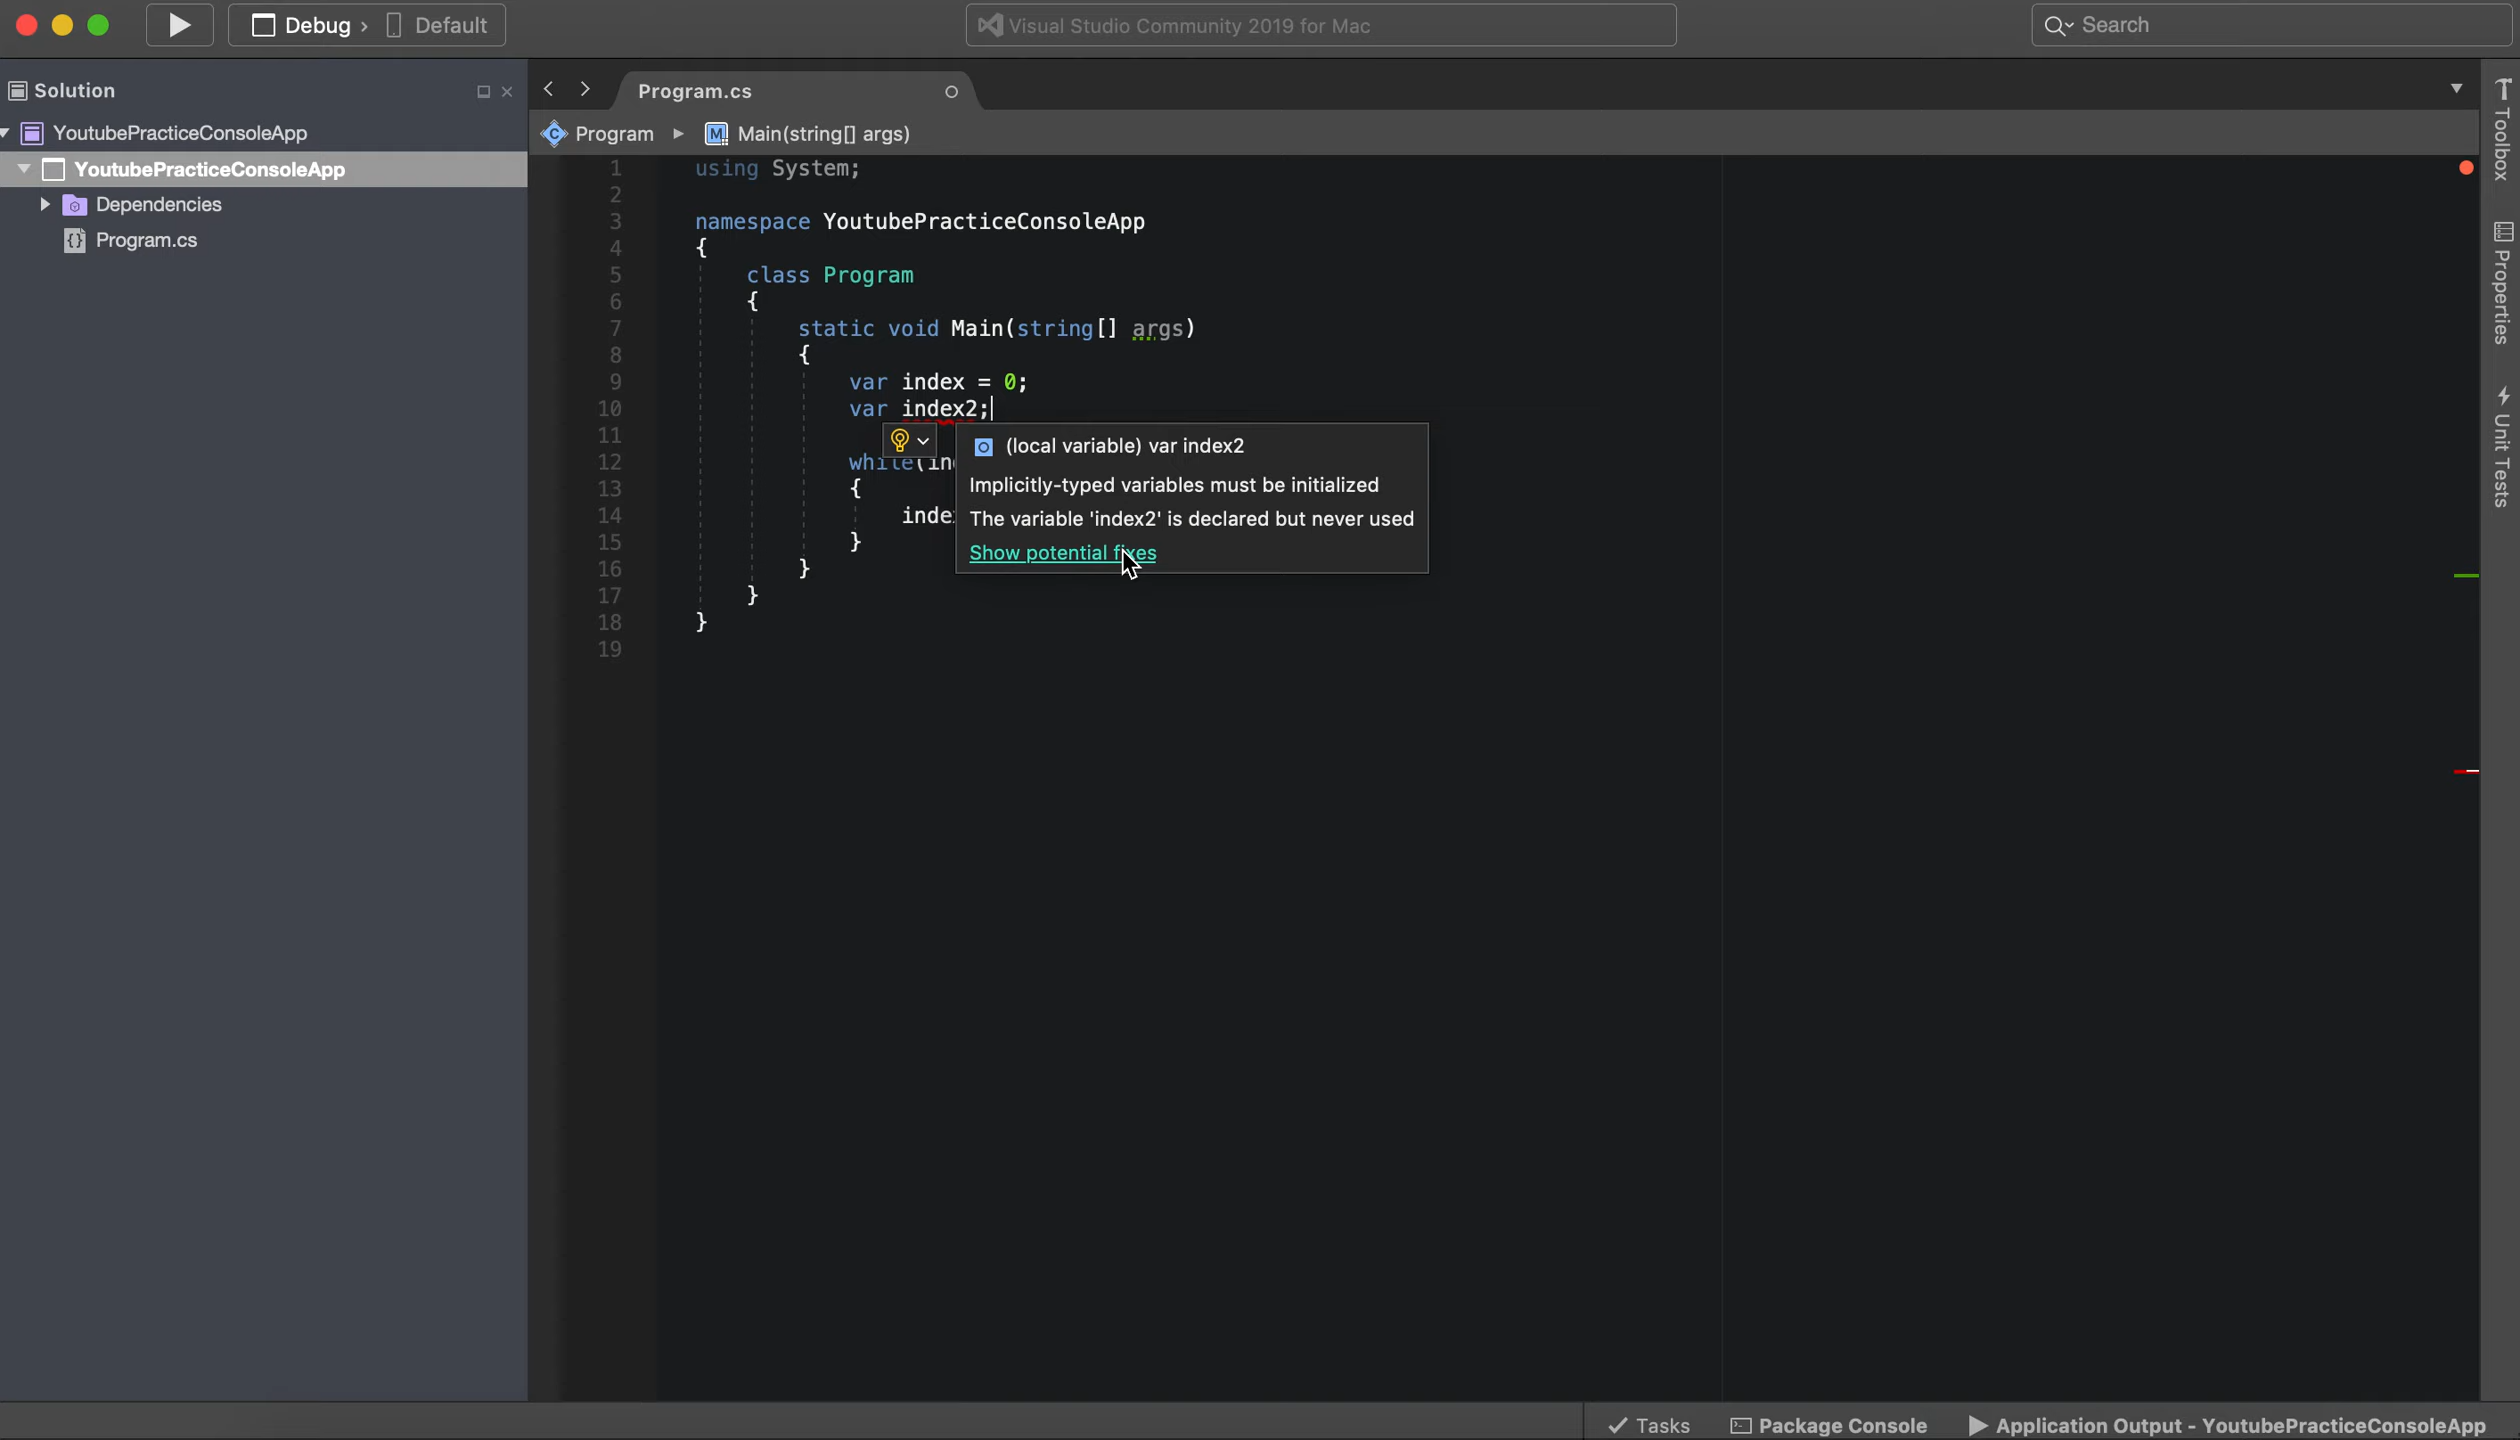 Debug › Default
Visual Studio Community 2019 for Mac
Search
Solution
YoutubePracticeConsoleApp
YoutubePracticeConsoleApp
Dependencies
Program.cs
Program.cs
Program ▸ Main(string[] args)
1 using System;
2
3 namespace YoutubePracticeConsoleApp
4 {
5 class Program
6 {
7 static void Main(string[] args)
8 {
9 var index = 0;
10 var index2;
11
12 while(in
13 {
14 inde
15 }
16 }
17 }
18 }
19
(local variable) var index2
Implicitly-typed variables must be initialized
The variable 'index2' is declared but never used
Show potential fixes
Toolbox
Properties
Unit Tests
Tasks
Package Console
Application Output - YoutubePracticeConsoleApp